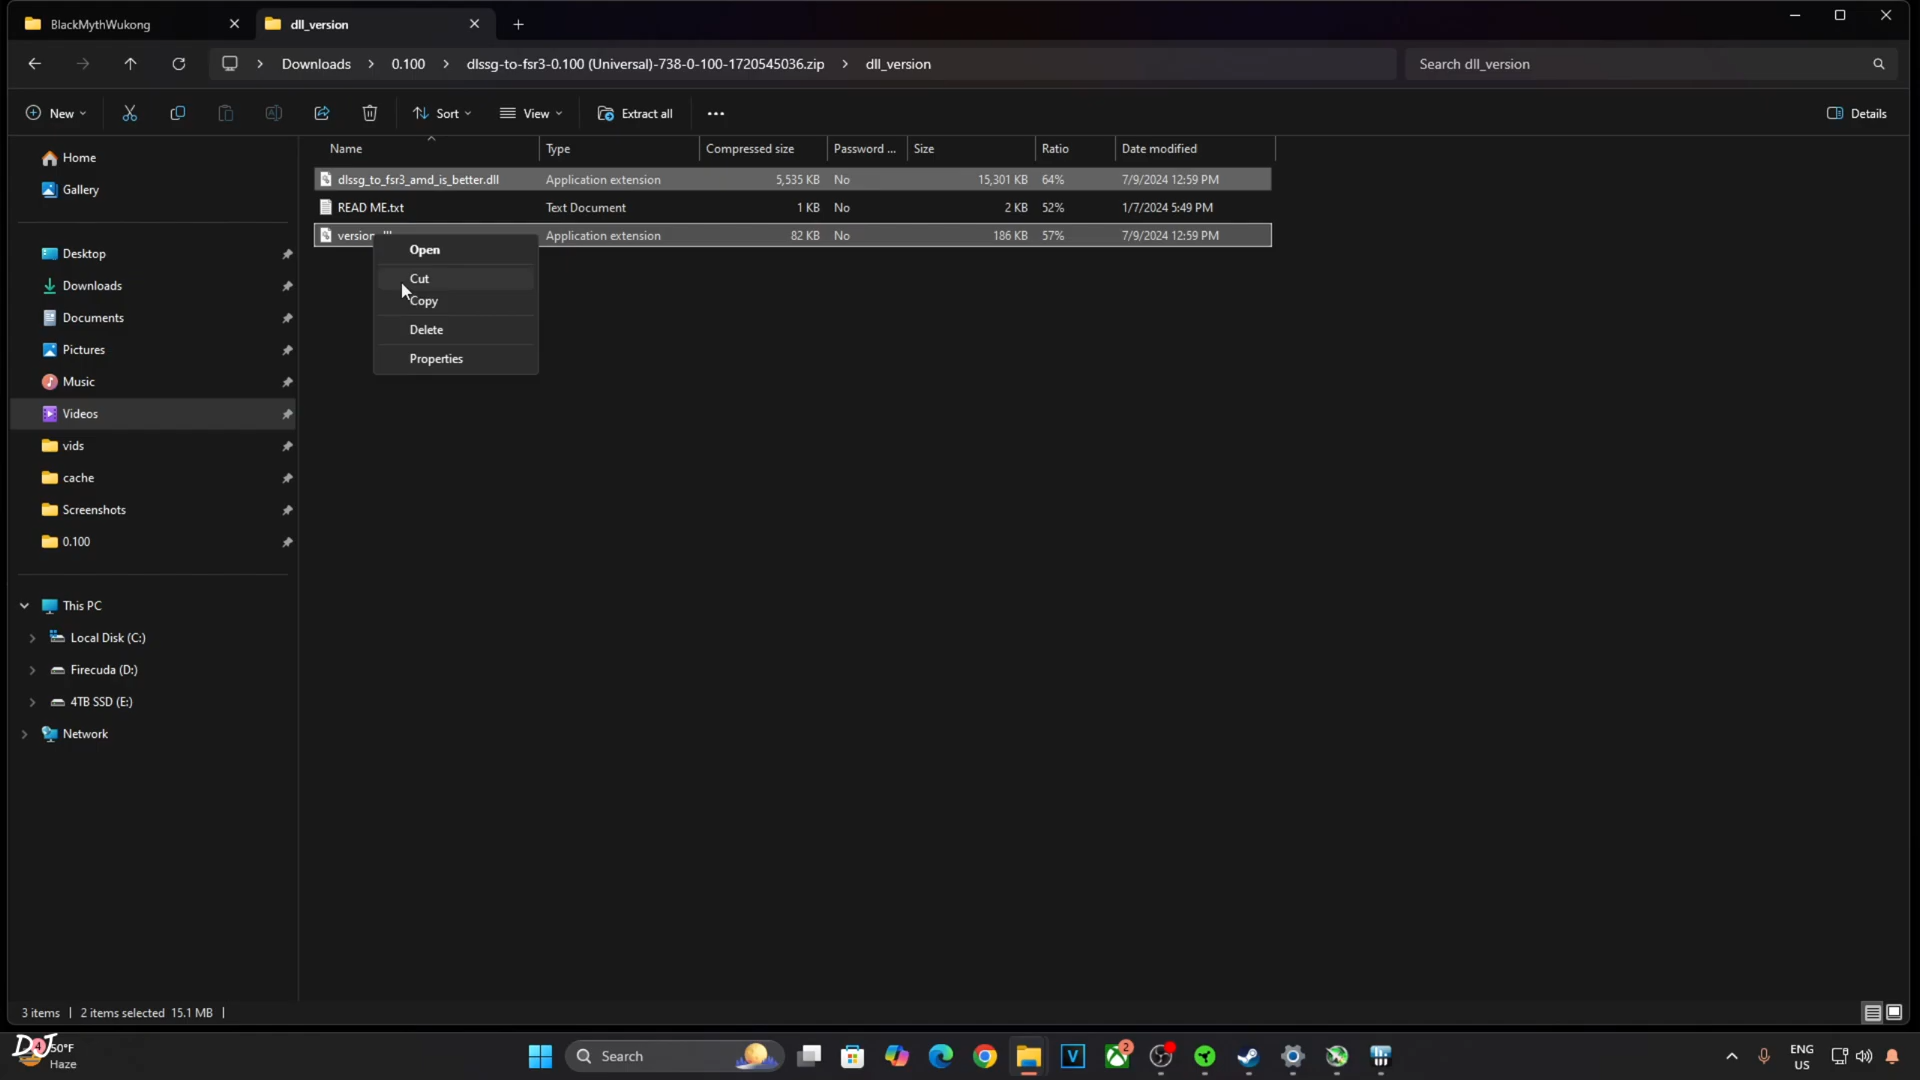 BlackMythWukong
dll_version
Downloads
0.100
dlssg-to-fsr3-0.100 (Universal)-738-0-100-1720545036.zip
dll_version
Search dll_version
New
Sort
View
Extract all
Details
Name Type Compressed size Password ... Size Ratio Date modified
dlssg_to_fsr3_amd_is_better.dll Application extension 5,535 KB No 15,301 KB 64% 7/9/2024 12:59 PM
READ ME.txt Text Document 1 KB No 2 KB 52% 1/7/2024 5:49 PM
version Application extension 82 KB No 186 KB 57% 7/9/2024 12:59 PM
Open
Cut
Copy
Delete
Properties
Home
Gallery
Desktop
Downloads
Documents
Pictures
Music
Videos
vids
cache
Screenshots
0.100
This PC
Local Disk (C:)
Firecuda (D:)
4TB SSD (E:)
Network
3 items | 2 items selected 15.1 MB |
DJ
4
50°F
Haze
Search
V
2
ENG
US